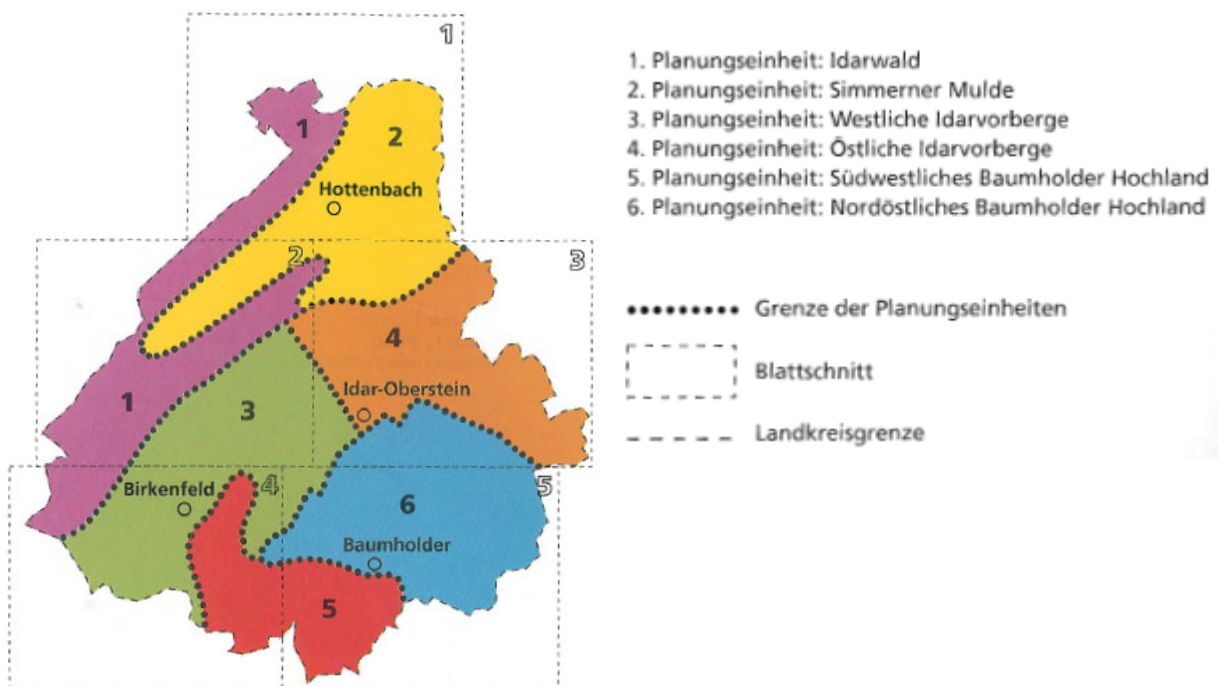 1
1
2
Hottenbach
2
3
4
Idar-Oberstein
1
3
Birkenfeld
4
5
6
Baumholder
5
1. Planungseinheit: Idarwald
2. Planungseinheit: Simmerner Mulde
3. Planungseinheit: Westliche Idarvorberge
4. Planungseinheit: Östliche Idarvorberge
5. Planungseinheit: Südwestliches Baumholder Hochland
6. Planungseinheit: Nordöstliches Baumholder Hochland
Grenze der Planungseinheiten
Blattschnitt
Landkreisgrenze